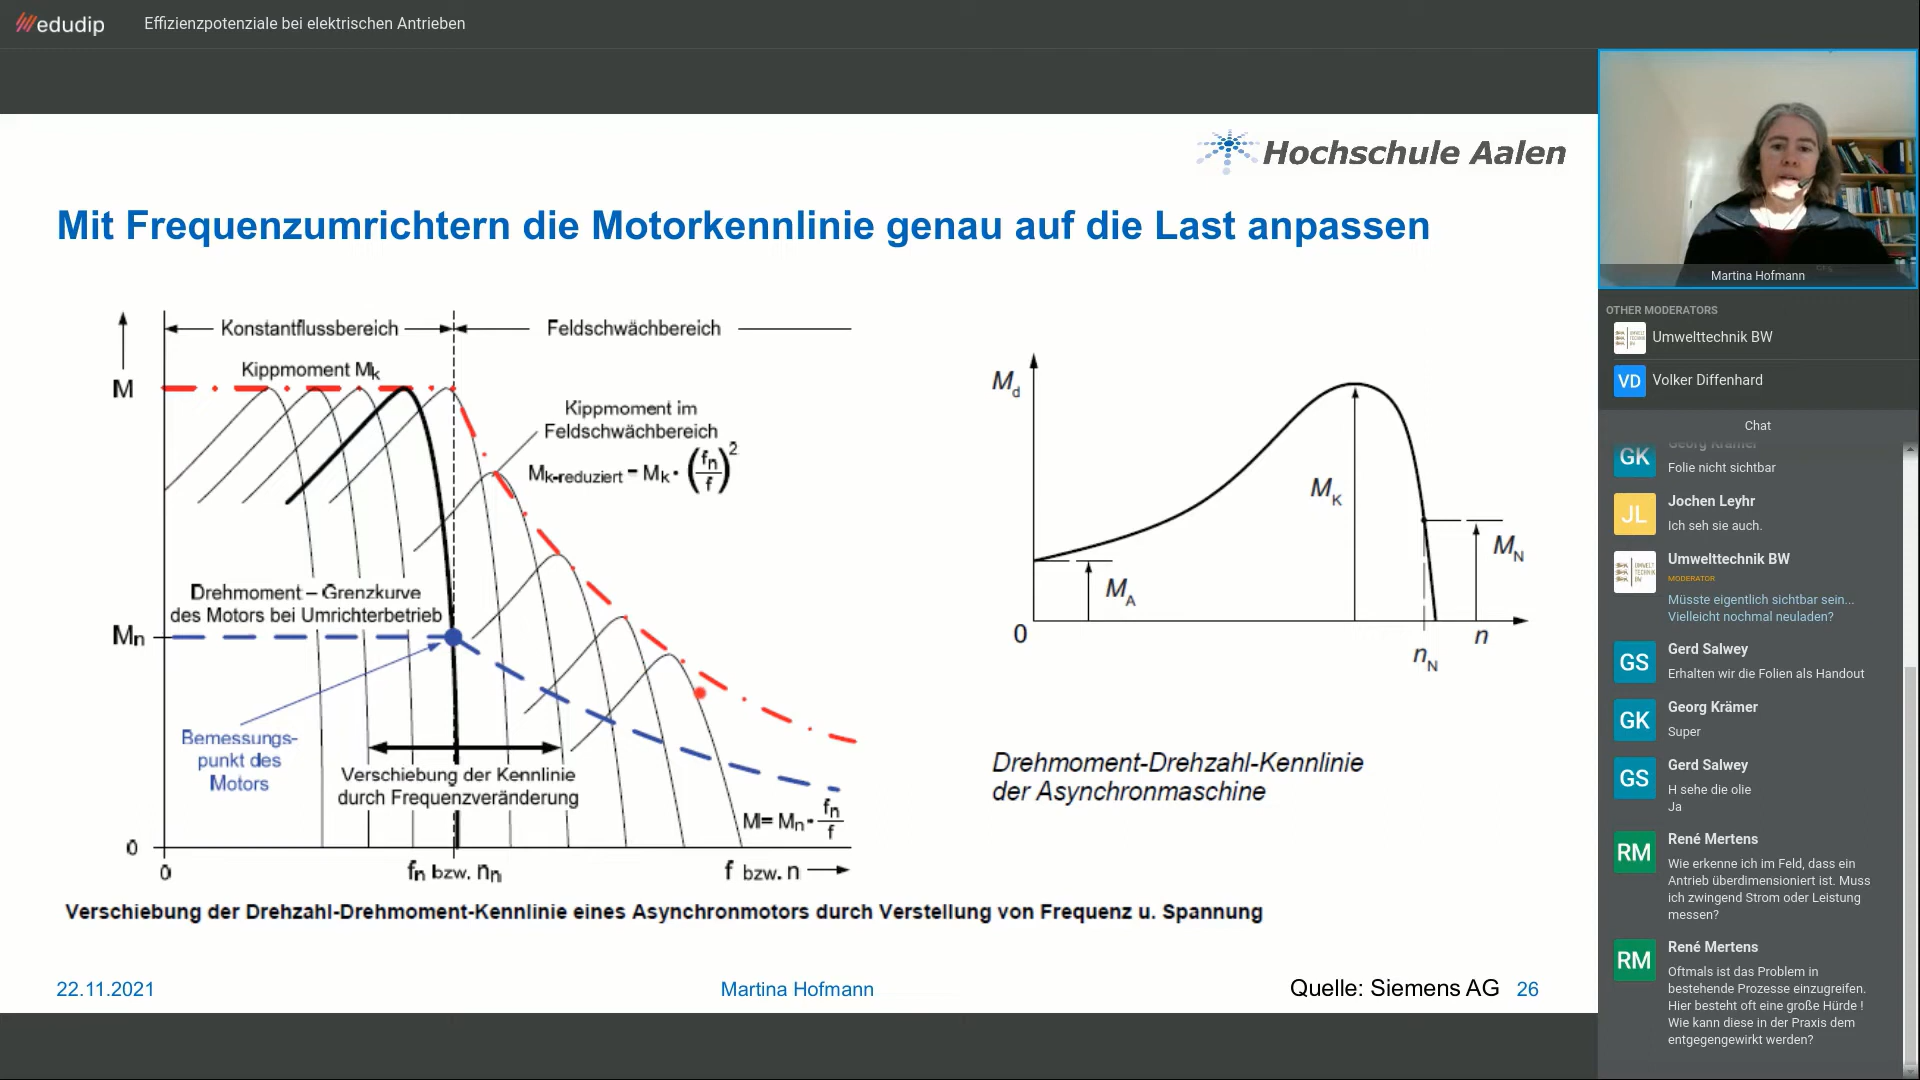 edudip
Effizienzpotenziale bei elektrischen Antrieben
Hochschule Aalen
Mit Frequenzumrichtern die Motorkennlinie genau auf die Last anpassen
Konstantflussbereich
Feldschwächbereich
Kippmoment Mk
M
Kippmoment im
Feldschwächbereich
Mk-reduziert = Mk • (fn/f)²
Drehmoment – Grenzkurve
des Motors bei Umrichterbetrieb
Mn
Bemessungs-
punkt des
Motors
Verschiebung der Kennlinie
durch Frequenzveränderung
M= Mn • fn/f
0
0
fn bzw. nn
f bzw. n
Md
MK
MN
MA
0
n
nN
Drehmoment-Drehzahl-Kennlinie
der Asynchronmaschine
Verschiebung der Drehzahl-Drehmoment-Kennlinie eines Asynchronmotors durch Verstellung von Frequenz u. Spannung
22.11.2021
Martina Hofmann
Quelle: Siemens AG 26
Martina Hofmann
OTHER MODERATORS
Umwelttechnik BW
VD Volker Diffenhard
Chat
Georg Krämer
GK
Folie nicht sichtbar
Jochen Leyhr
JL
Ich seh sie auch.
Umwelttechnik BW
MODERATOR
Müsste eigentlich sichtbar sein...
Vielleicht nochmal neuladen?
Gerd Salwey
GS
Erhalten wir die Folien als Handout
Georg Krämer
GK
Super
Gerd Salwey
GS
H sehe die olie
Ja
René Mertens
RM
Wie erkenne ich im Feld, dass ein
Antrieb überdimensioniert ist. Muss
ich zwingend Strom oder Leistung
messen?
René Mertens
RM
Oftmals ist das Problem in
bestehende Prozesse einzugreifen.
Hier besteht oft eine große Hürde !
Wie kann diese in der Praxis dem
entgegengewirkt werden?